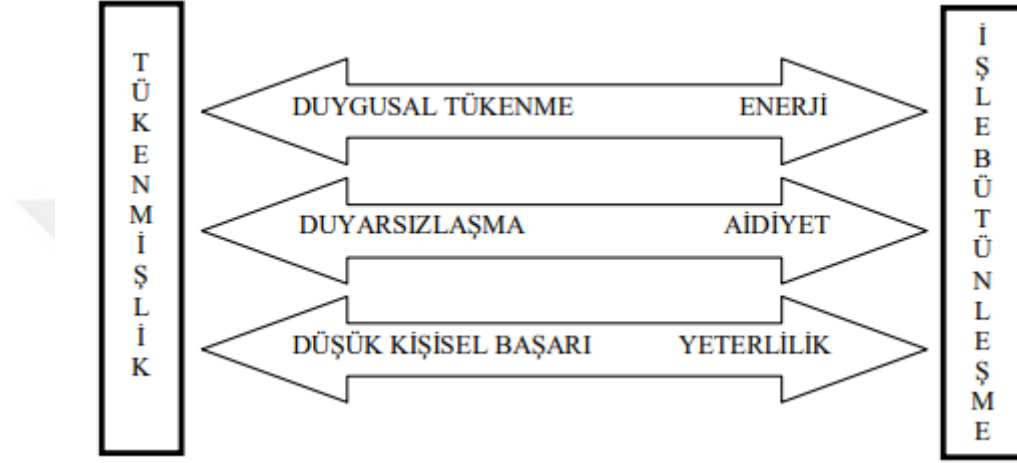 TÜKENMİŞLİK
DUYGUSAL TÜKENME ENERJİ
DUYARSIZLAŞMA AİDİYET
DÜŞÜK KİŞİSEL BAŞARI YETERLİLİK
İŞLE BÜTÜNLEŞME